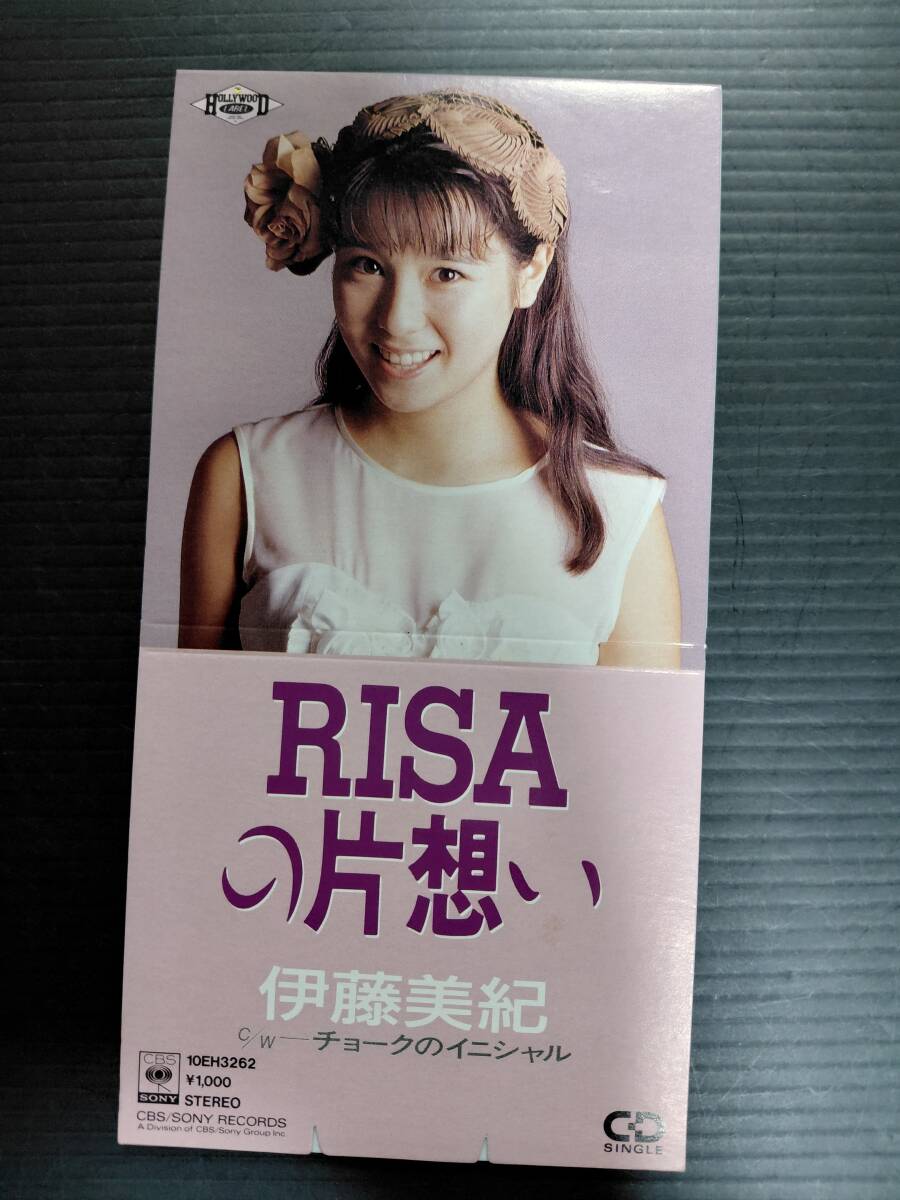 HOLLYWOOD
LABEL
RISA
の片想い
伊藤美紀
c/w—チョークのイニシャル
CBS
SONY
10EH3262
¥1,000
STEREO
CBS/SONY RECORDS
A Division of CBS/Sony Group Inc.
CD
SINGLE